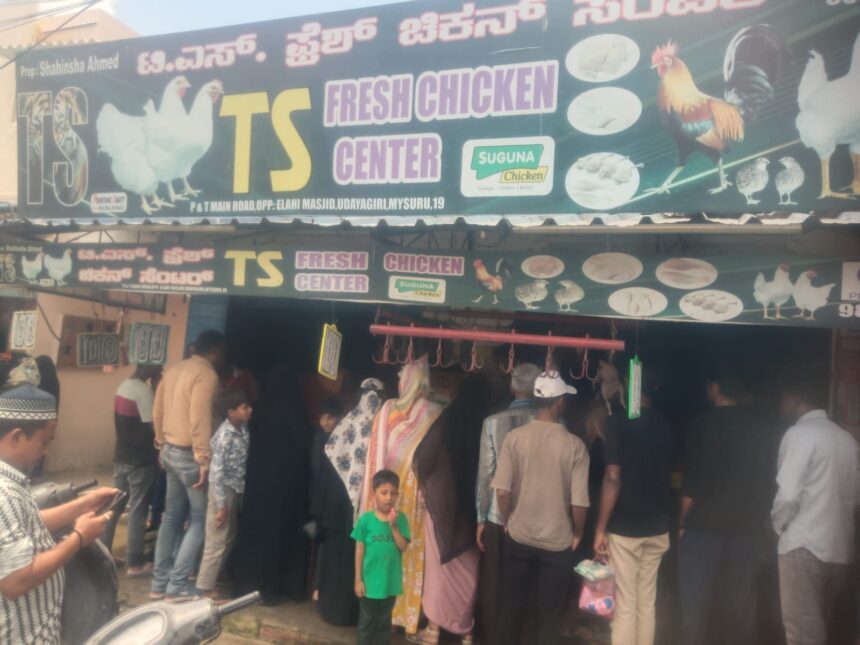 Prop: Shahinsha Ahmed
ಟಿ.ಎಸ್. ಫ್ರೆಶ್ ಚಿಕನ್ ಸೆಂಟರ್
TS
TS
FRESH CHICKEN
CENTER
SUGUNA
Chicken
P & T MAIN ROAD.OPP: ELAHI MASJID,UDAYAGIRI,MYSURU,19
ಟಿ.ಎಸ್. ಫ್ರೆಶ್
ಚಿಕನ್ ಸೆಂಟರ್
TS
FRESH CHICKEN
CENTER
SUGUNA
Chicken
adidas